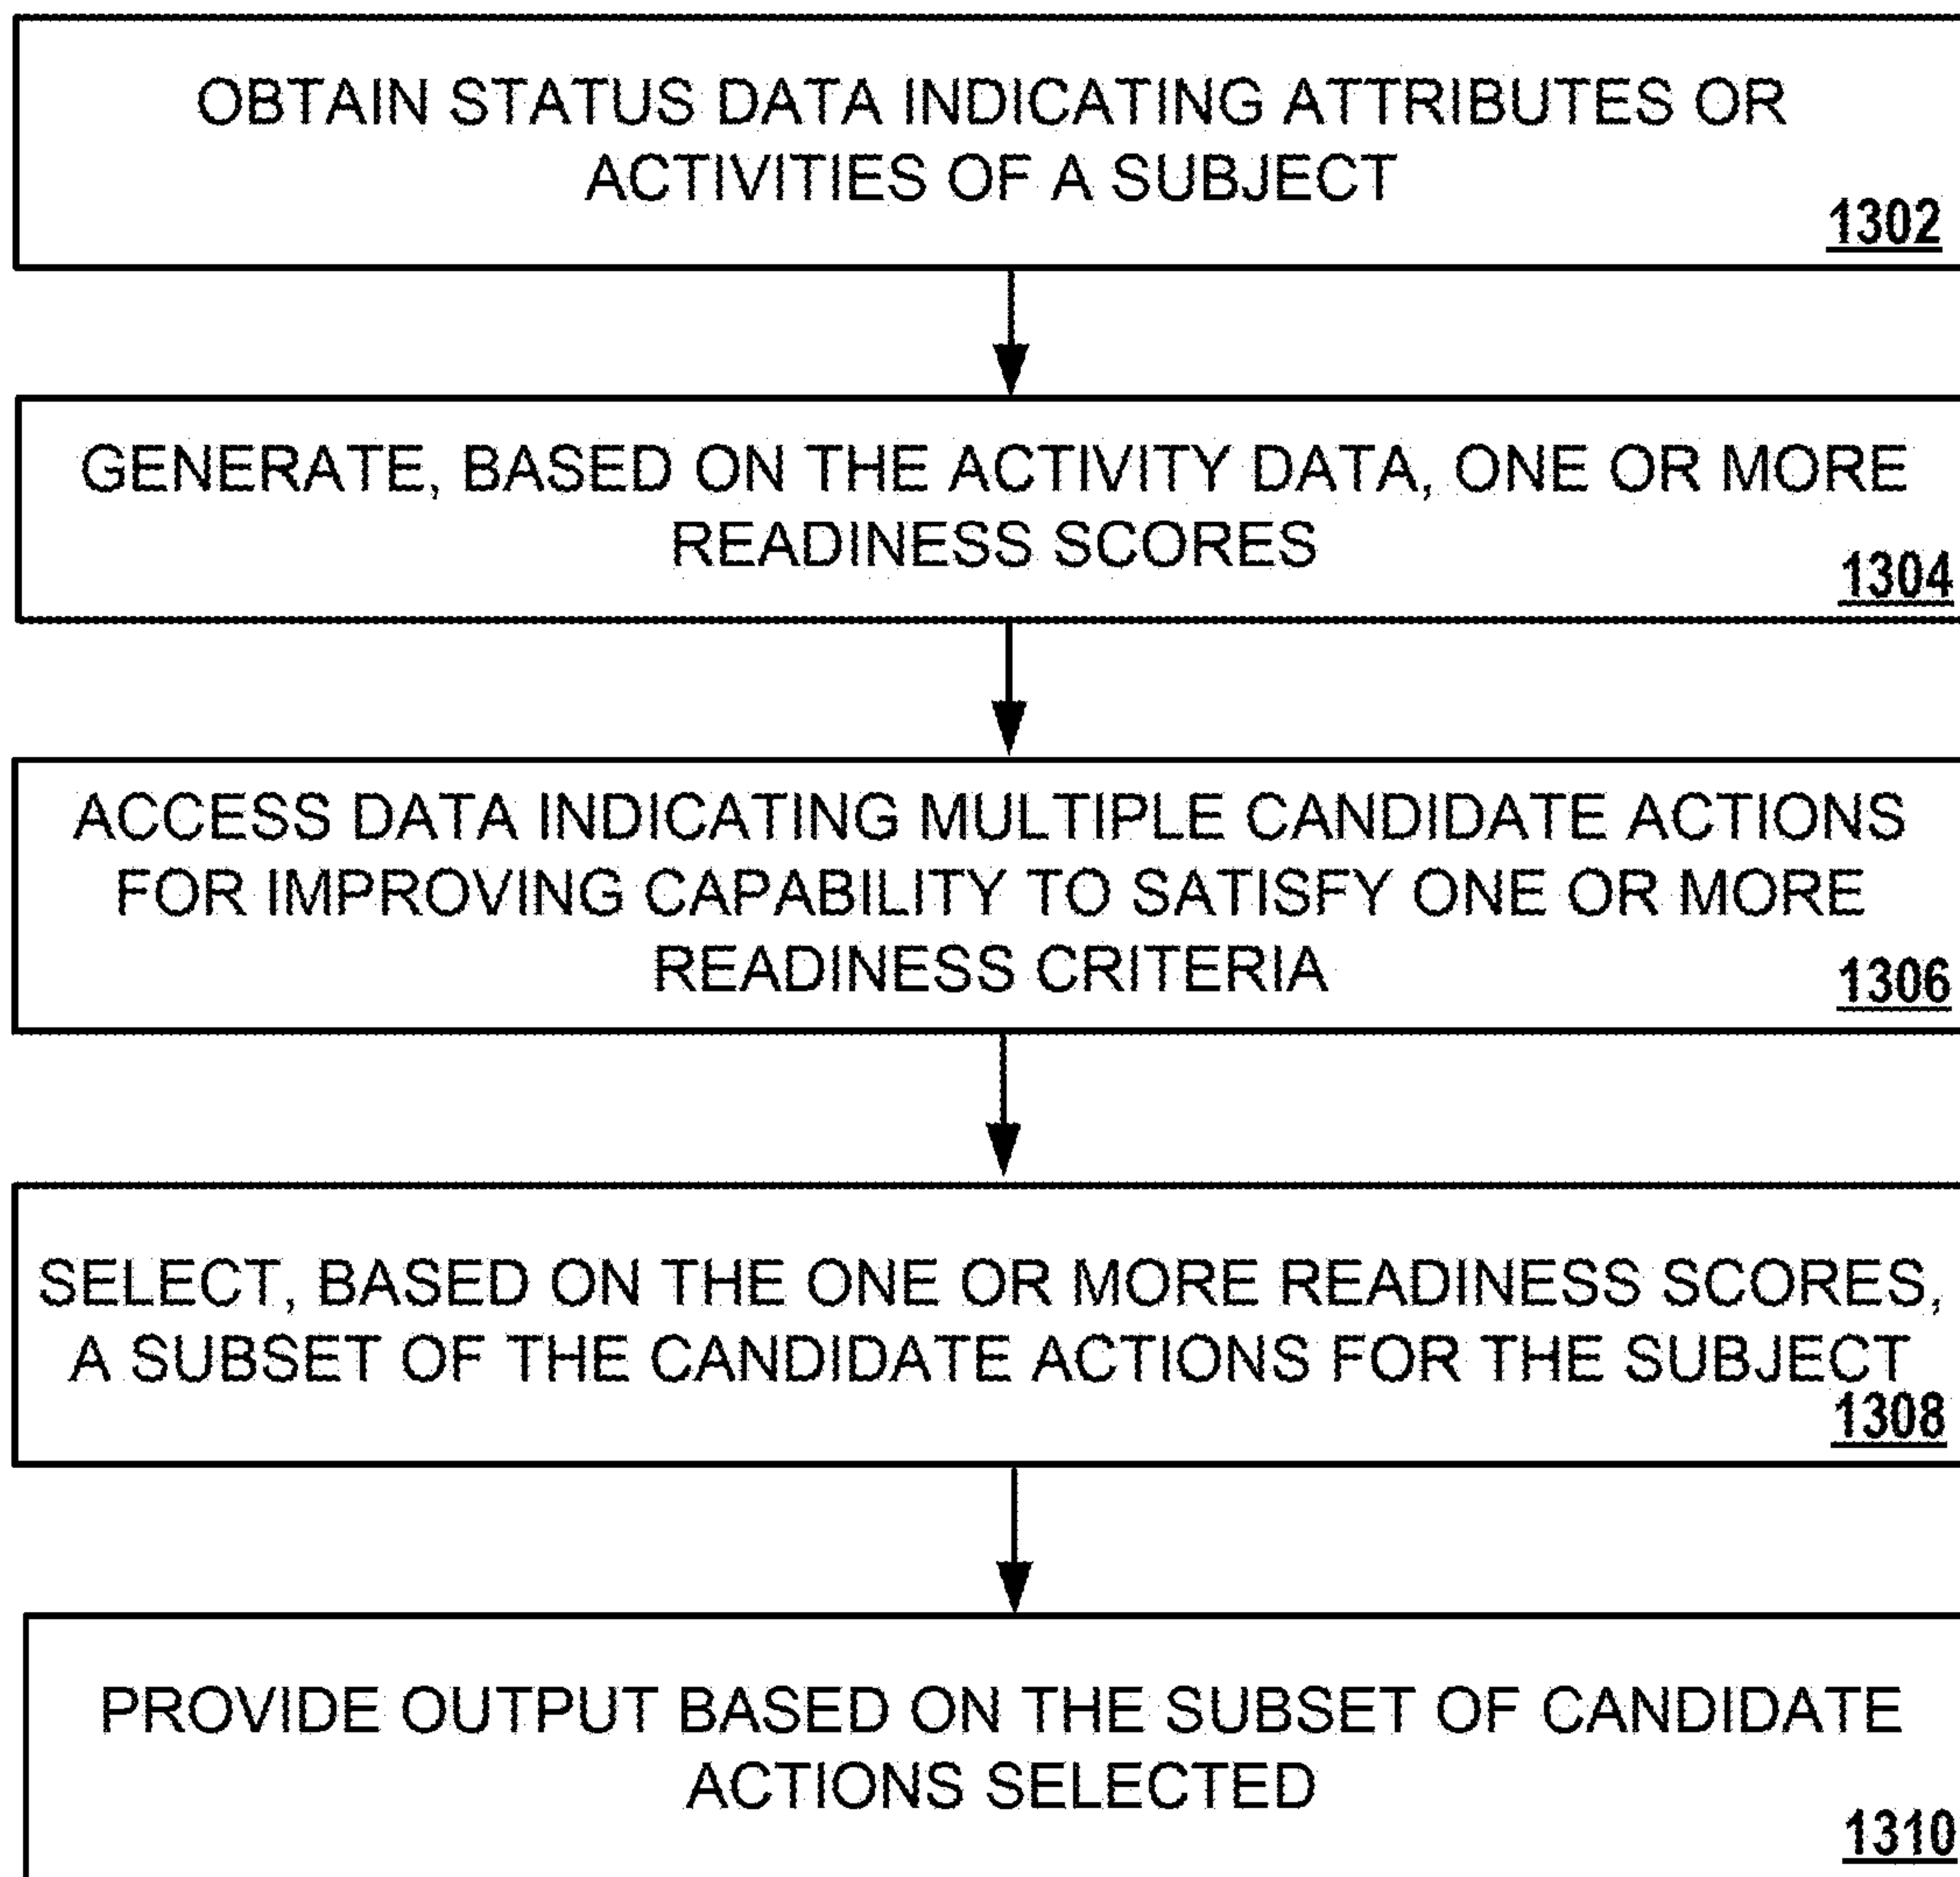 OBTAIN STATUS DATA INDICATING ATTRIBUTES OR
ACTIVITIES OF A SUBJECT
1302
GENERATE, BASED ON THE ACTIVITY DATA, ONE OR MORE
READINESS SCORES
1304
ACCESS DATA INDICATING MULTIPLE CANDIDATE ACTIONS
FOR IMPROVING CAPABILITY TO SATISFY ONE OR MORE
READINESS CRITERIA
1306
SELECT, BASED ON THE ONE OR MORE READINESS SCORES,
A SUBSET OF THE CANDIDATE ACTIONS FOR THE SUBJECT
1308
PROVIDE OUTPUT BASED ON THE SUBSET OF CANDIDATE
ACTIONS SELECTED
1310